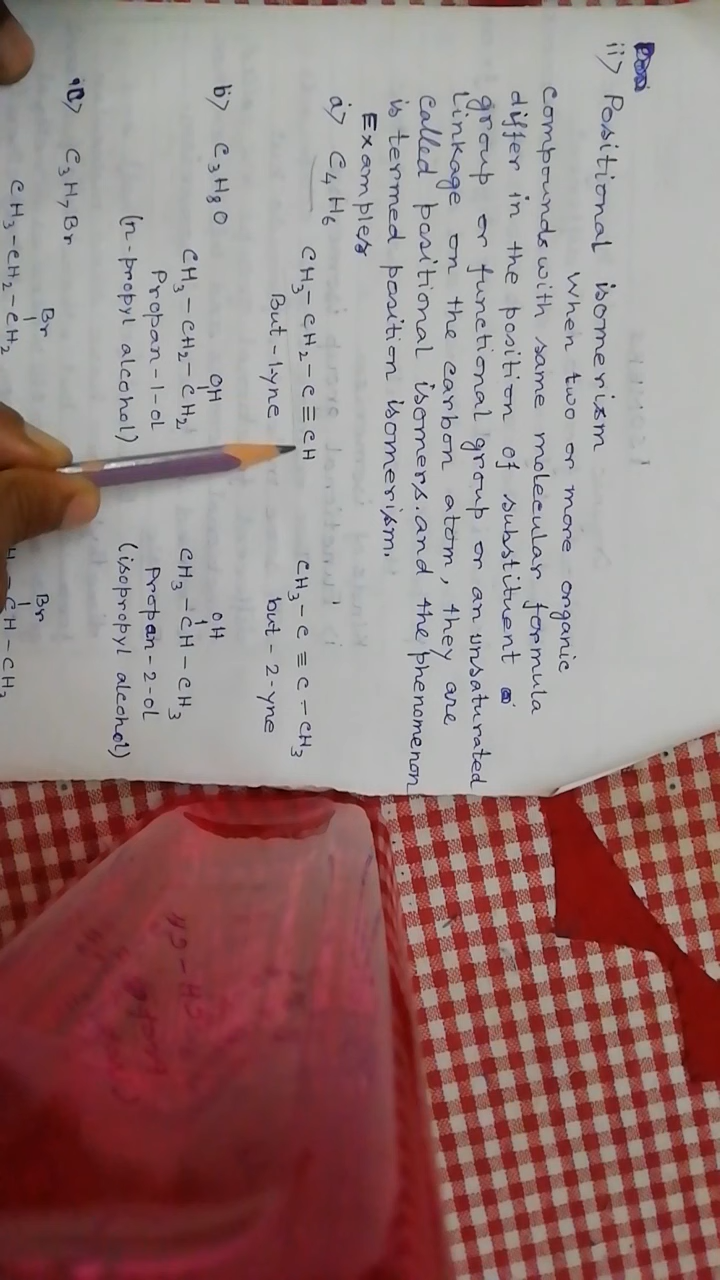 ii> Positional isomerism
When two or more organic
compounds with same molecular formula
differ in the position of substituent
group or functional group or an unsaturated
Linkage on the carbon atom, they are
called positional isomers. and the phenomenon
is termed position isomerism.
Examples
a> C4H6
CH3-CH2-C≡CH CH3-C≡C-CH3
But-1-yne but-2-yne
b> C3H8O
OH OH
CH3-CH2-CH2 CH3-CH-CH3
Propan-1-ol Propan-2-ol
(n-propyl alcohol) (isopropyl alcohol)
c> C3H7Br
Br Br
CH3-CH2-CH2 -CH-CH3